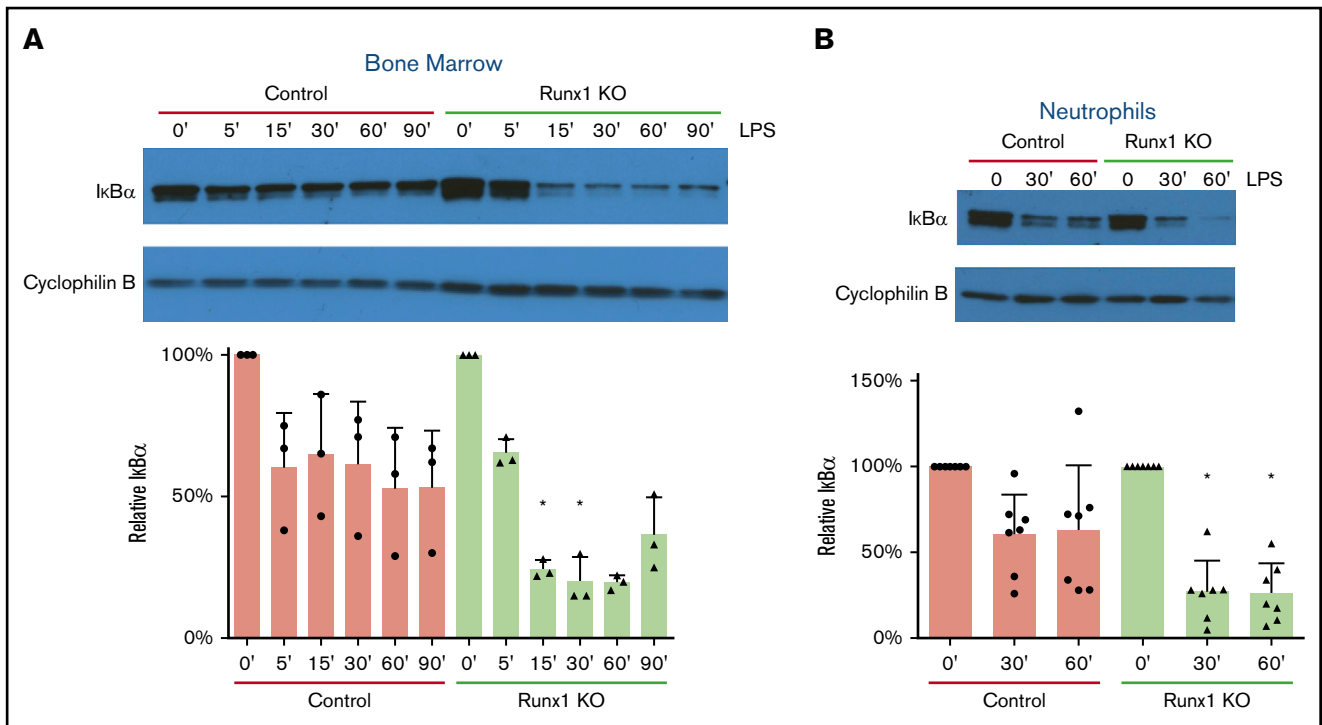 A
Bone Marrow
Control Runx1 KO
0' 5' 15' 30' 60' 90' 0' 5' 15' 30' 60' 90' LPS
IκBα
Cyclophilin B
100%
50%
0%
Relative IκBα
* *
0' 5' 15' 30' 60' 90' 0' 5' 15' 30' 60' 90'
Control Runx1 KO
B
Neutrophils
Control Runx1 KO
0 30' 60' 0 30' 60' LPS
IκBα
Cyclophilin B
150%
100%
50%
0%
Relative IκBα
* *
0' 30' 60' 0' 30' 60'
Control Runx1 KO